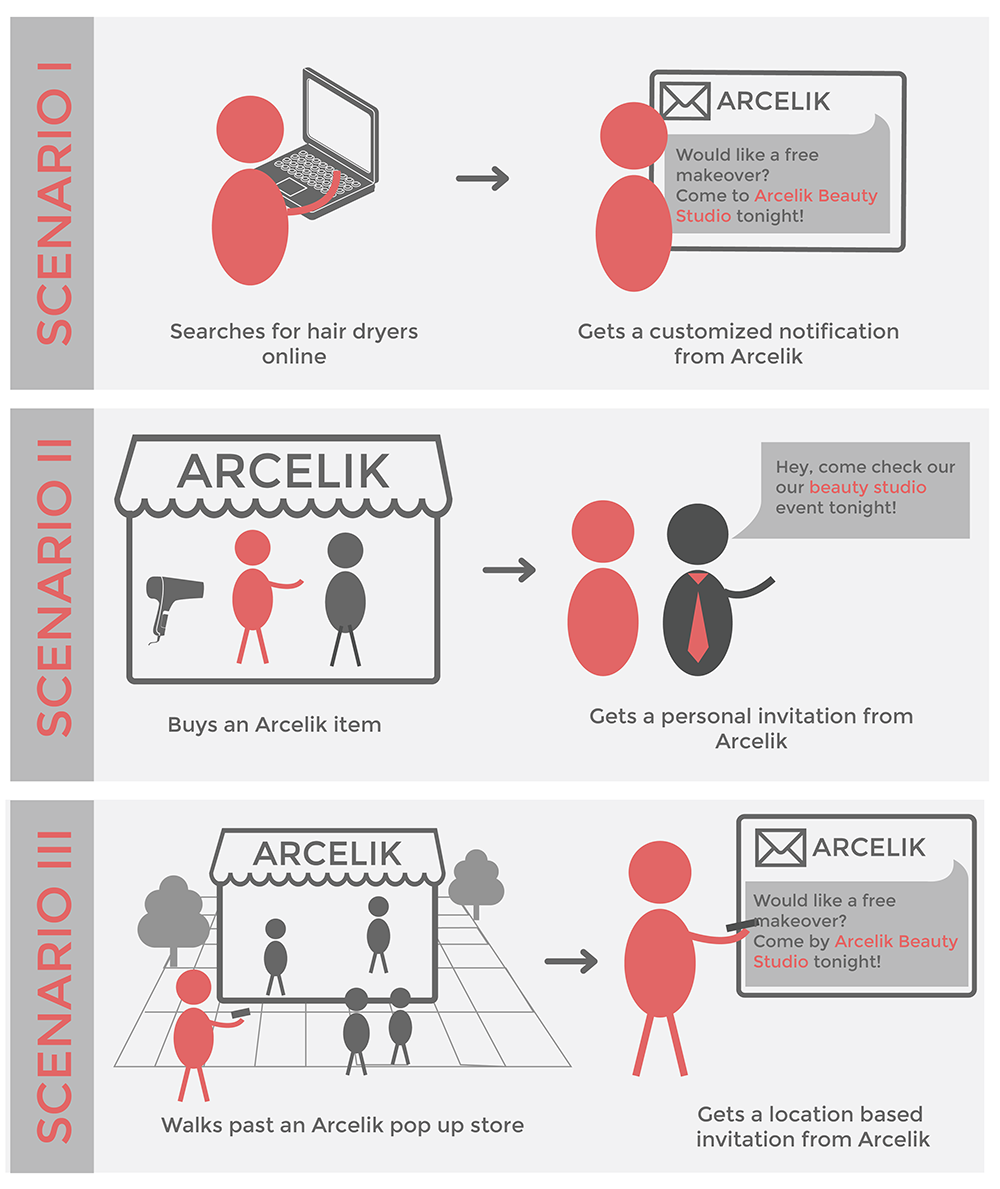 SCENARIO I
ARCELIK
Would like a free
makeover?
Come to Arcelik Beauty
Studio tonight!
Searches for hair dryers
online
Gets a customized notification
from Arcelik
SCENARIO II
ARCELIK
Hey, come check our
our beauty studio
event tonight!
Buys an Arcelik item
Gets a personal invitation from
Arcelik
SCENARIO III
ARCELIK
ARCELIK
Would like a free
makeover?
Come by Arcelik Beauty
Studio tonight!
Walks past an Arcelik pop up store
Gets a location based
invitation from Arcelik